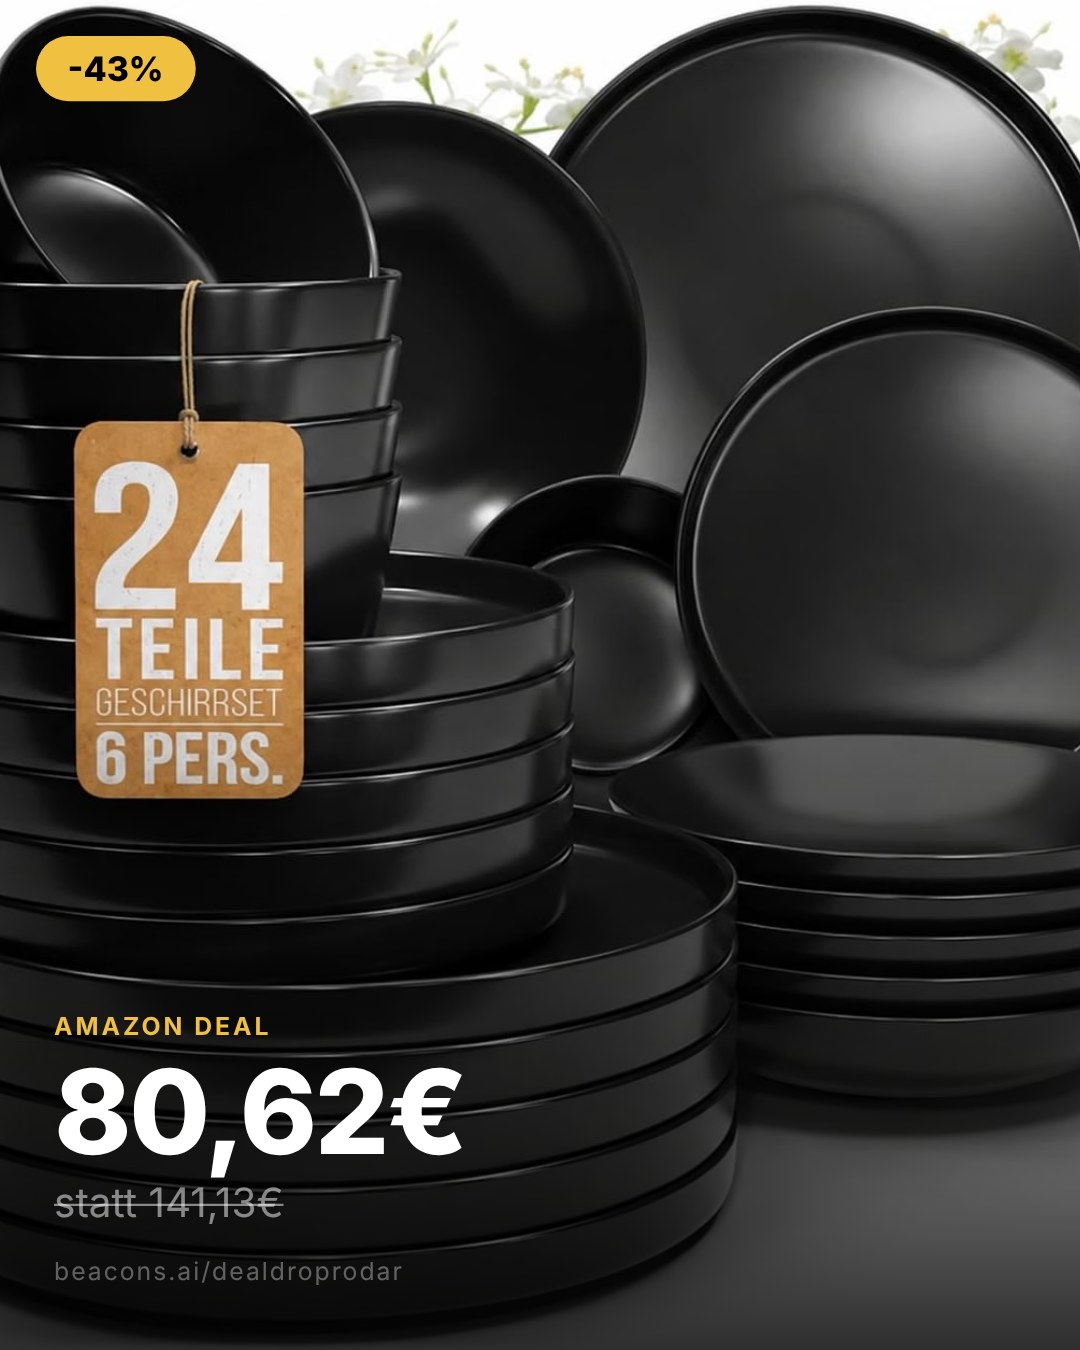 -43%
24
TEILE
GESCHIRRSET
6 PERS.
AMAZON DEAL
80,62€
statt 141,13€
beacons.ai/dealdroprodar